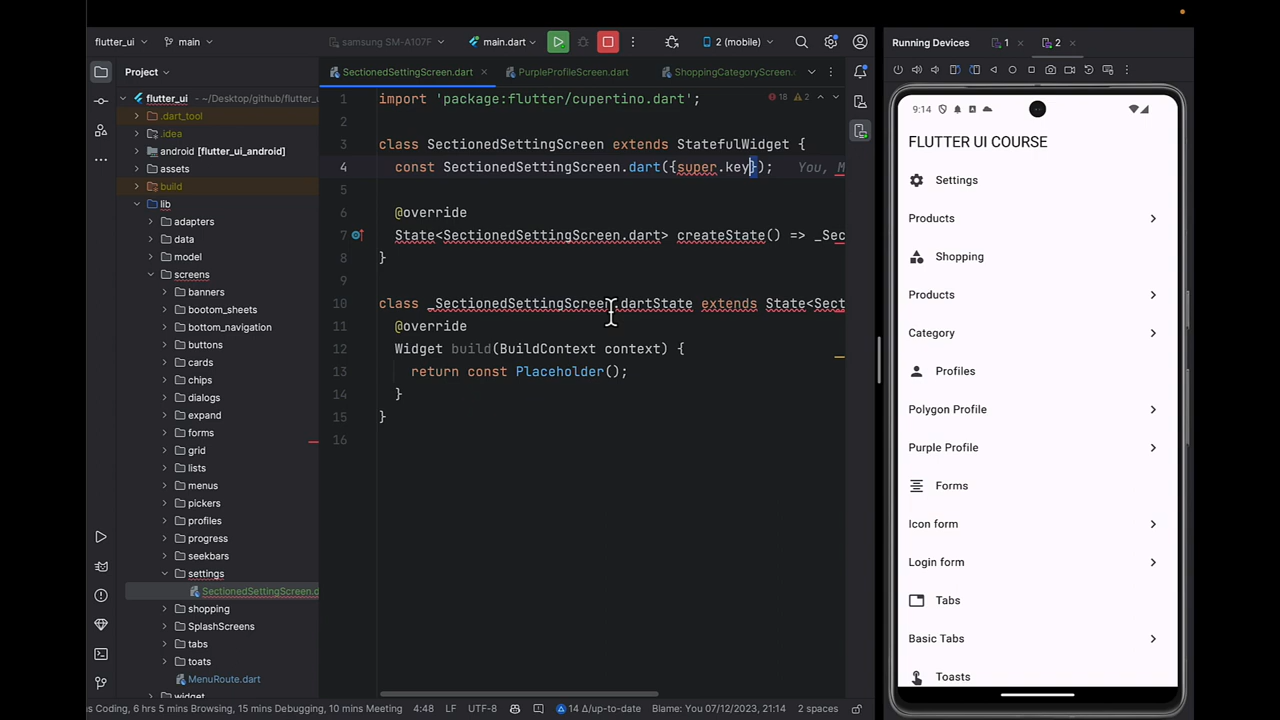 flutter_ui
main
samsung SM-A107F
main.dart
2 (mobile)
Running Devices
1
2
Project
SectionedSettingScreen.dart
PurpleProfileScreen.dart
ShoppingCategoryScreen.
flutter_ui ~/Desktop/github/flutter_
.dart_tool
.idea
android [flutter_ui_android]
assets
build
lib
adapters
data
model
screens
banners
bootom_sheets
bottom_navigation
buttons
cards
chips
dialogs
expand
forms
grid
lists
menus
pickers
profiles
progress
seekbars
settings
SectionedSettingScreen.d
shopping
SplashScreens
tabs
toats
MenuRoute.dart
widget
18 2
1 import 'package:flutter/cupertino.dart';
2
3 class SectionedSettingScreen extends StatefulWidget {
4 const SectionedSettingScreen.dart({super.key}); You, M
5
6 @override
7 State<SectionedSettingScreen.dart> createState() => _Sec
8 }
9
10 class _SectionedSettingScreen.dartState extends State<Sect
11 @override
12 Widget build(BuildContext context) {
13 return const Placeholder();
14 }
15 }
16
9:14
FLUTTER UI COURSE
Settings
Products
Shopping
Products
Category
Profiles
Polygon Profile
Purple Profile
Forms
Icon form
Login form
Tabs
Basic Tabs
Toasts
s Coding, 6 hrs 5 mins Browsing, 15 mins Debugging, 10 mins Meeting 4:48 LF UTF-8 14 Δ/up-to-date Blame: You 07/12/2023, 21:14 2 spaces